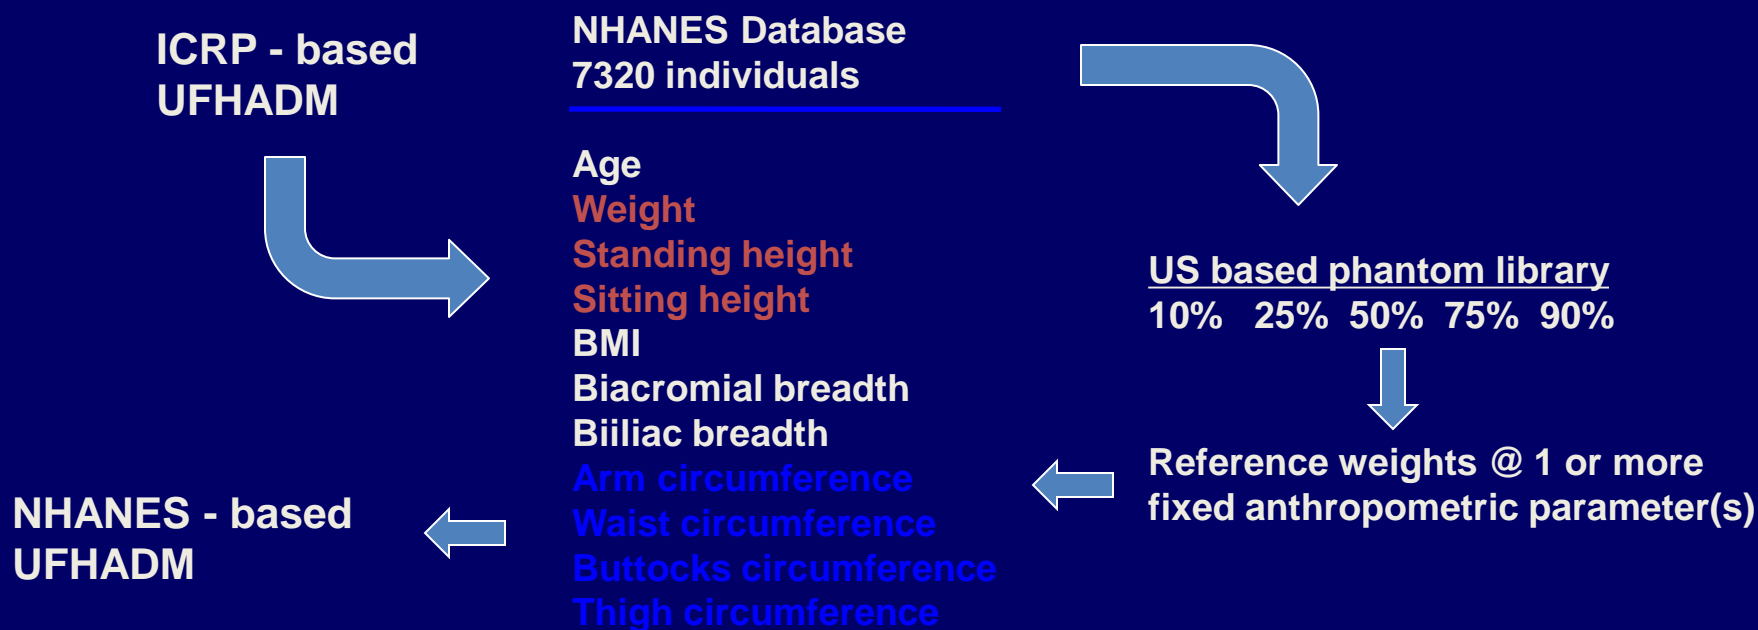 ICRP - based
UFHADM
NHANES Database
7320 individuals
Age
Weight
Standing height
Sitting height
BMI
Biacromial breadth
Biiliac breadth
Arm circumference
Waist circumference
Buttocks circumference
Thigh circumference
US based phantom library
10% 25% 50% 75% 90%
Reference weights @ 1 or more
fixed anthropometric parameter(s)
NHANES - based
UFHADM